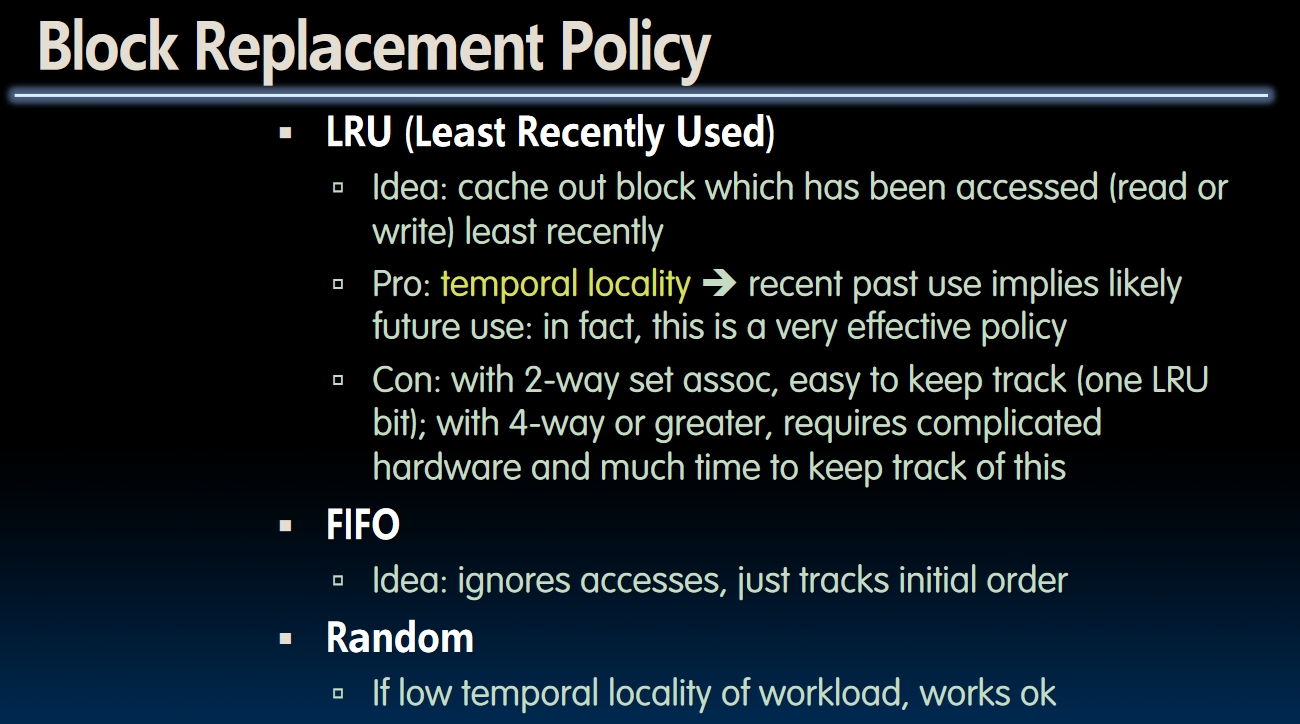 Block Replacement Policy
▪ LRU (Least Recently Used)
▫ Idea: cache out block which has been accessed (read or
write) least recently
▫ Pro: temporal locality ➔ recent past use implies likely
future use: in fact, this is a very effective policy
▫ Con: with 2-way set assoc, easy to keep track (one LRU
bit); with 4-way or greater, requires complicated
hardware and much time to keep track of this
▪ FIFO
▫ Idea: ignores accesses, just tracks initial order
▪ Random
▫ If low temporal locality of workload, works ok